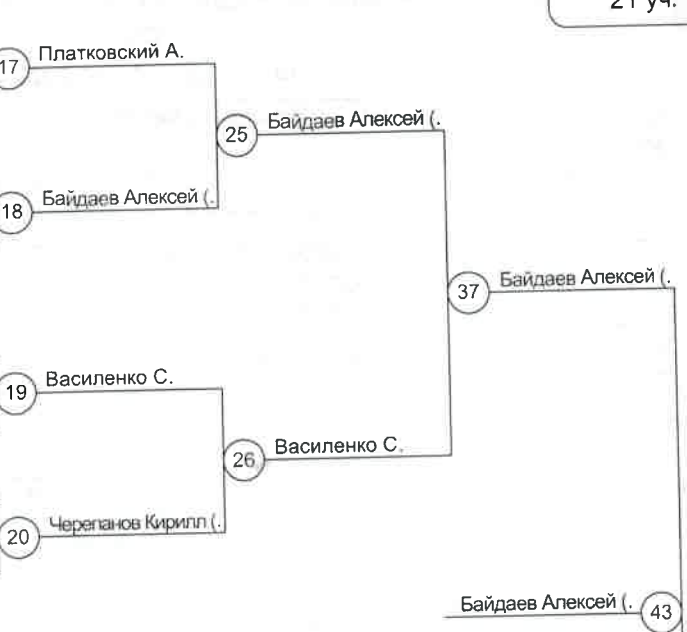 21 уч.
17 Платковский А.
25 Байдаев Алексей (.
18 Байдаев Алексей (.
37 Байдаев Алексей (.
19 Василенко С.
26 Василенко С.
20 Черепанов Кирилл (.
Байдаев Алексей (. 43